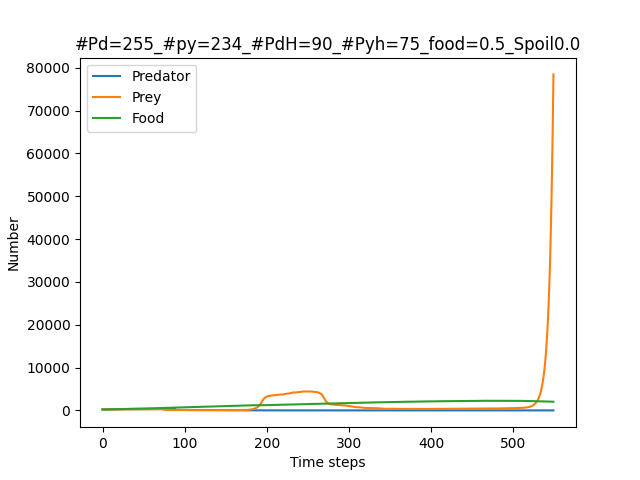 #Pd=255_#py=234_#PdH=90_#Pyh=75_food=0.5_Spoil0.0
80000
70000
60000
50000
40000
30000
20000
10000
0
Number
Predator
Prey
Food
0 100 200 300 400 500
Time steps